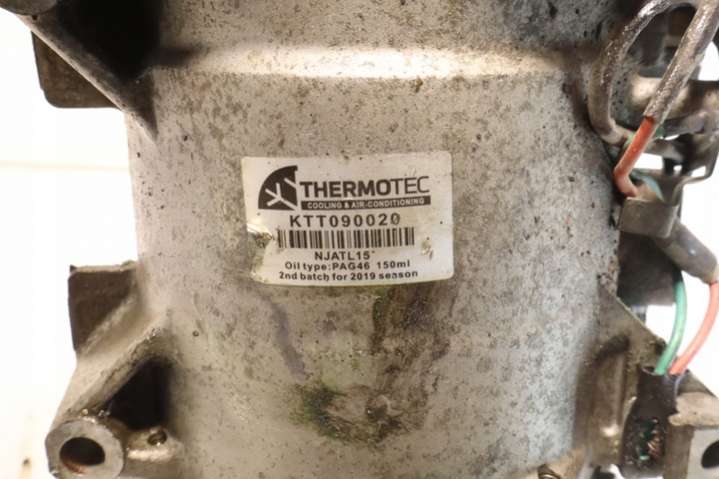 THERMOTEC
COOLING & AIR-CONDITIONING
KTT090020
NJATL15
Oil type:PAG46 150ml
2nd batch for 2019 season